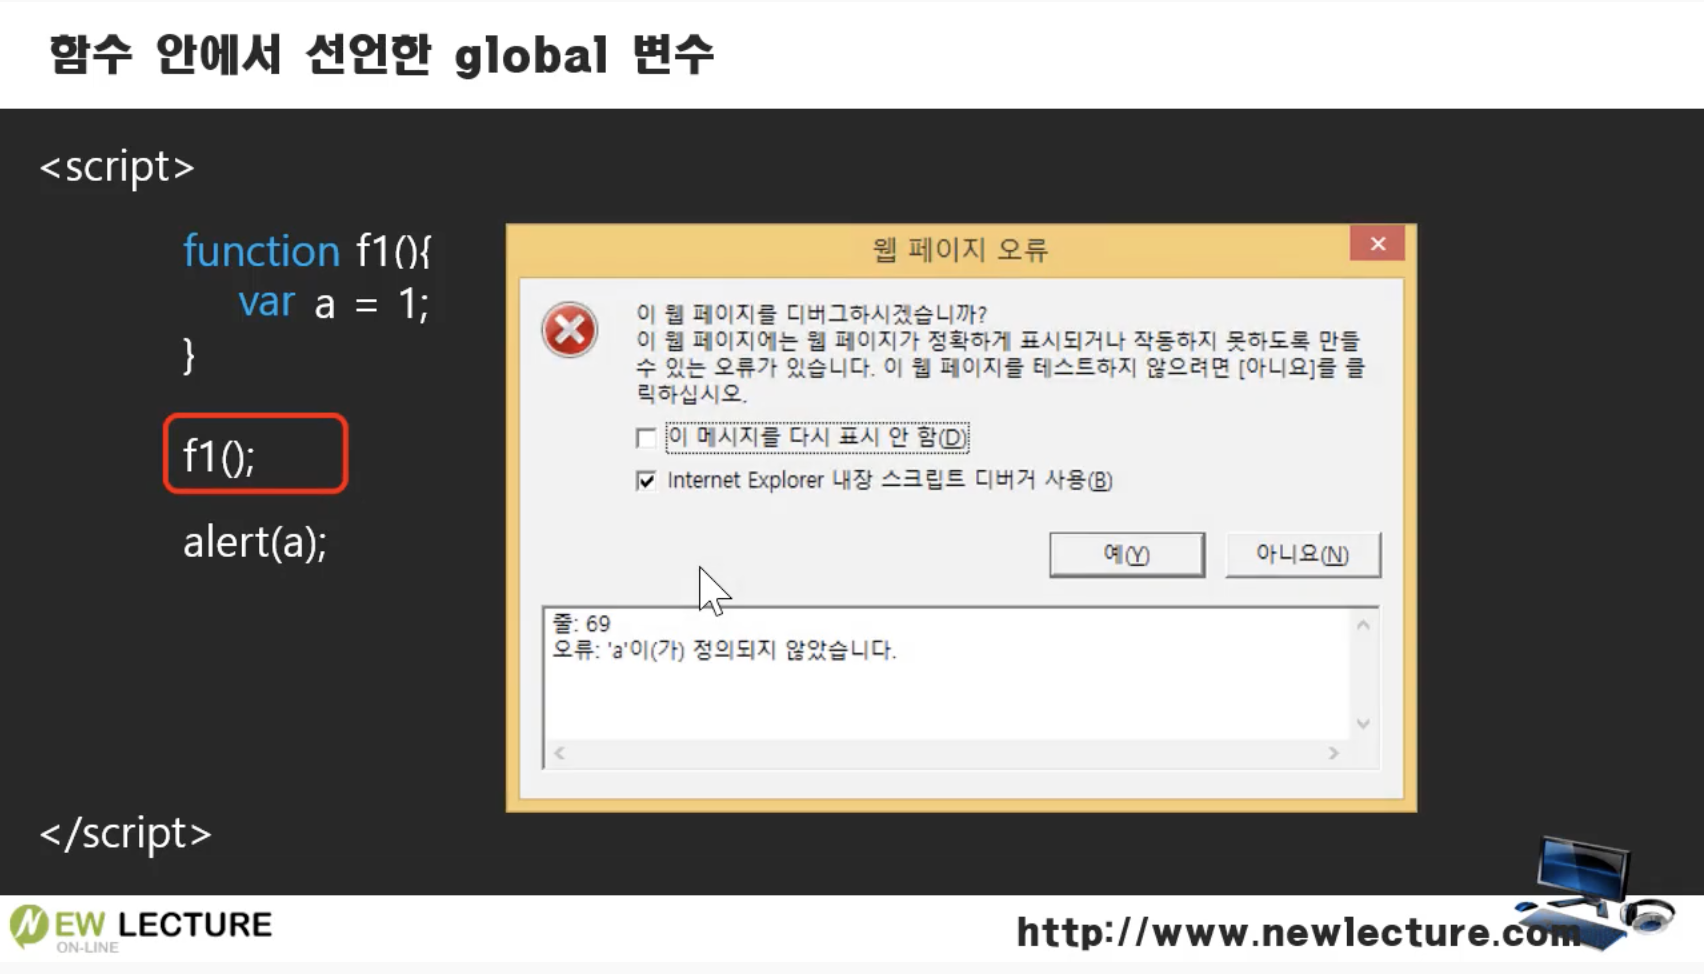 함수 안에서 선언한 global 변수
<script>
function f1(){
var a = 1;
}
f1();
alert(a);
</script>
웹 페이지 오류
이 웹 페이지를 디버그하시겠습니까?
이 웹 페이지에는 웹 페이지가 정확하게 표시되거나 작동하지 못하도록 만들
수 있는 오류가 있습니다. 이 웹 페이지를 테스트하지 않으려면 [아니요]를 클
릭하십시오.
이 메시지를 다시 표시 안 함(D)
Internet Explorer 내장 스크립트 디버거 사용(B)
예(Y)
아니요(N)
줄: 69
오류: 'a'이(가) 정의되지 않았습니다.
NEW LECTURE
ON-LINE
http://www.newlecture.com